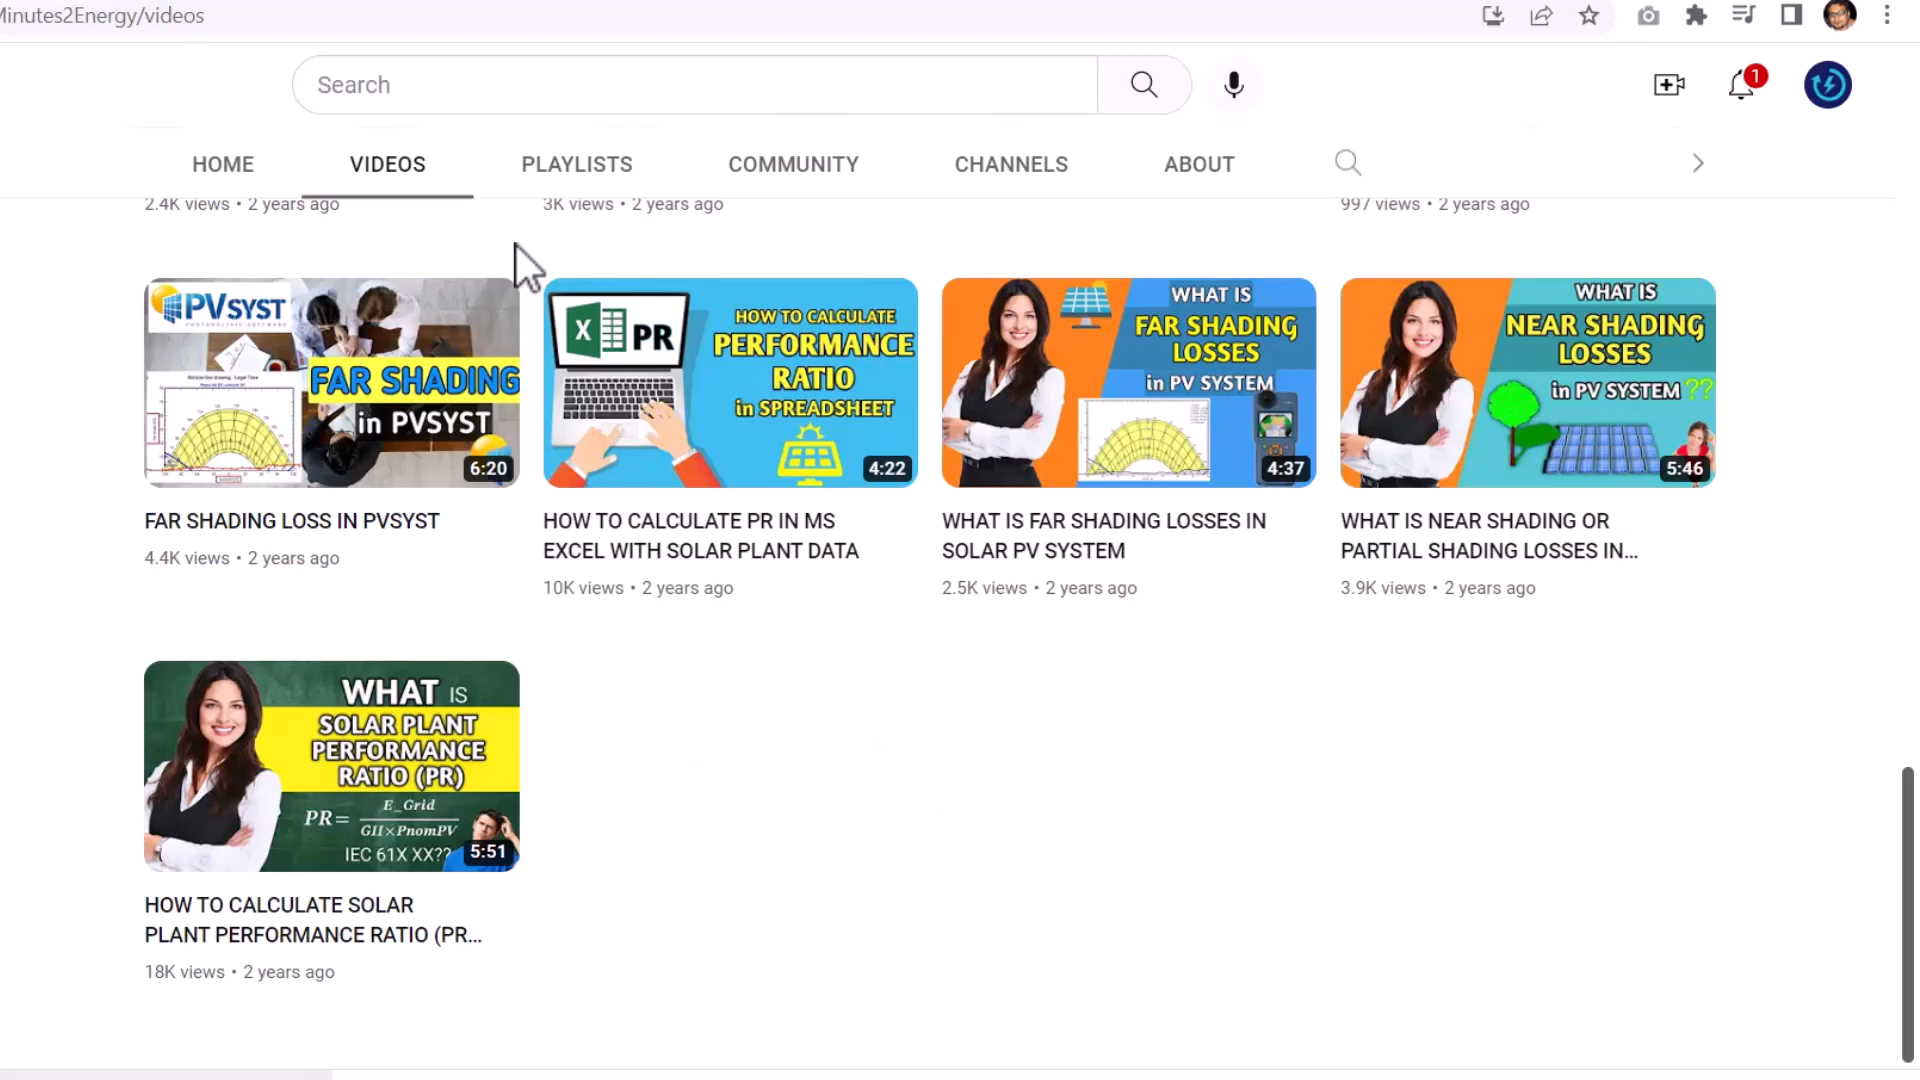 Minutes2Energy/videos
Search
1
HOME VIDEOS PLAYLISTS COMMUNITY CHANNELS ABOUT
2.4K views • 2 years ago
3K views • 2 years ago
997 views • 2 years ago
PVSYST
PHOTOVOLTAIC SOFTWARE
FAR SHADING
in PVSYST
6:20
X PR
HOW TO CALCULATE
PERFORMANCE
RATIO
in SPREADSHEET
4:22
WHAT IS
FAR SHADING
LOSSES
in PV SYSTEM
4:37
WHAT IS
NEAR SHADING
LOSSES
in PV SYSTEM ??
5:46
FAR SHADING LOSS IN PVSYST
4.4K views • 2 years ago
HOW TO CALCULATE PR IN MS
EXCEL WITH SOLAR PLANT DATA
10K views • 2 years ago
WHAT IS FAR SHADING LOSSES IN
SOLAR PV SYSTEM
2.5K views • 2 years ago
WHAT IS NEAR SHADING OR
PARTIAL SHADING LOSSES IN...
3.9K views • 2 years ago
WHAT IS
SOLAR PLANT
PERFORMANCE
RATIO (PR)
PR= E_Grid
GII×PnomPV
IEC 61X XX??
5:51
HOW TO CALCULATE SOLAR
PLANT PERFORMANCE RATIO (PR...
18K views • 2 years ago